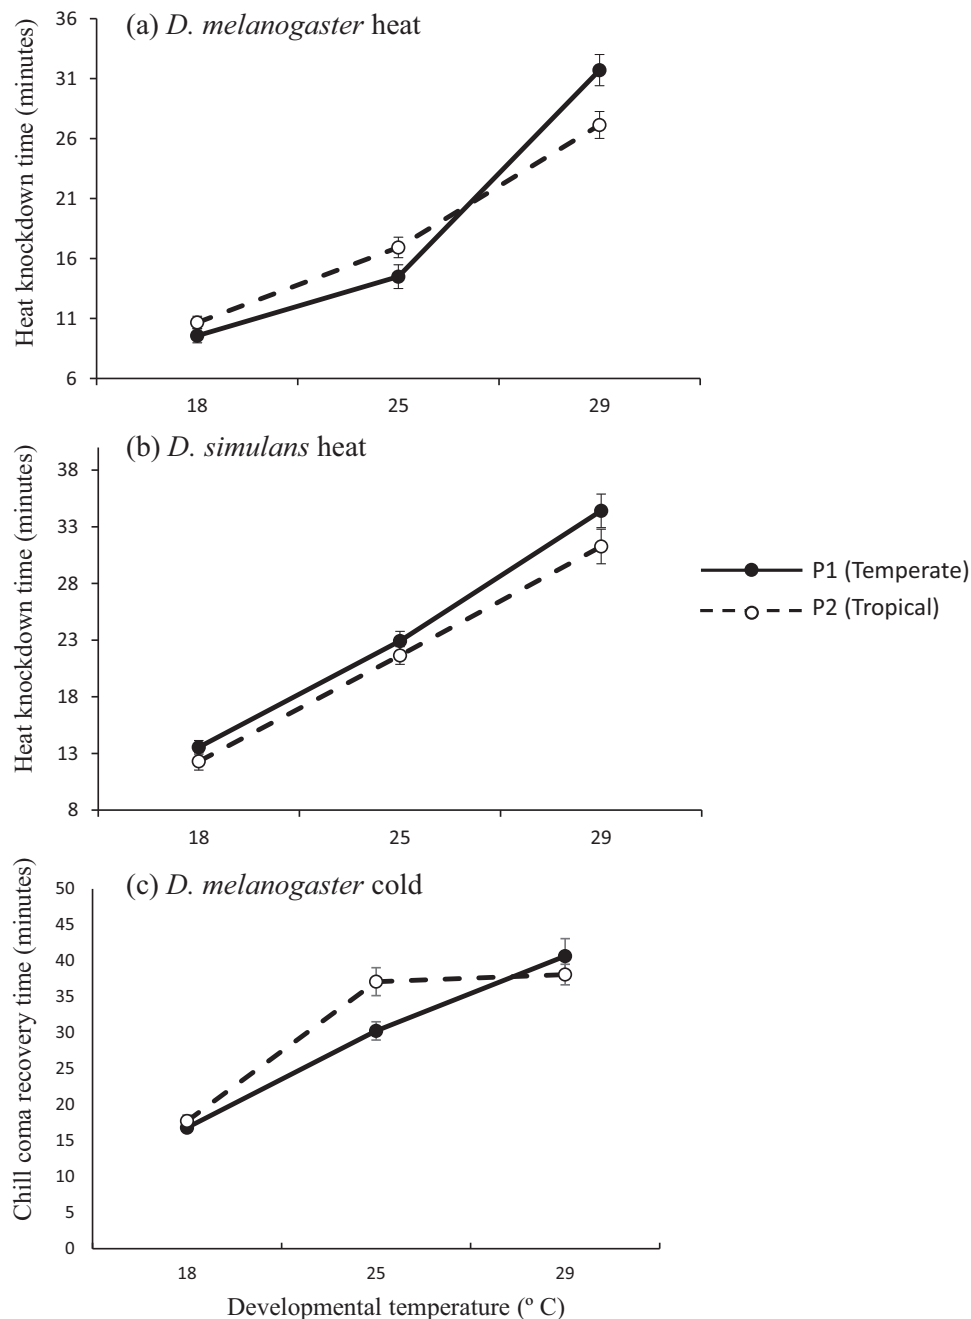 (a) D. melanogaster heat
Heat knockdown time (minutes)
36
31
26
21
16
11
6
18 25 29
(b) D. simulans heat
Heat knockdown time (minutes)
38
33
28
23
18
13
8
18 25 29
P1 (Temperate)
P2 (Tropical)
(c) D. melanogaster cold
Chill coma recovery time (minutes)
50
45
40
35
30
25
20
15
10
5
0
18 25 29
Developmental temperature (º C)